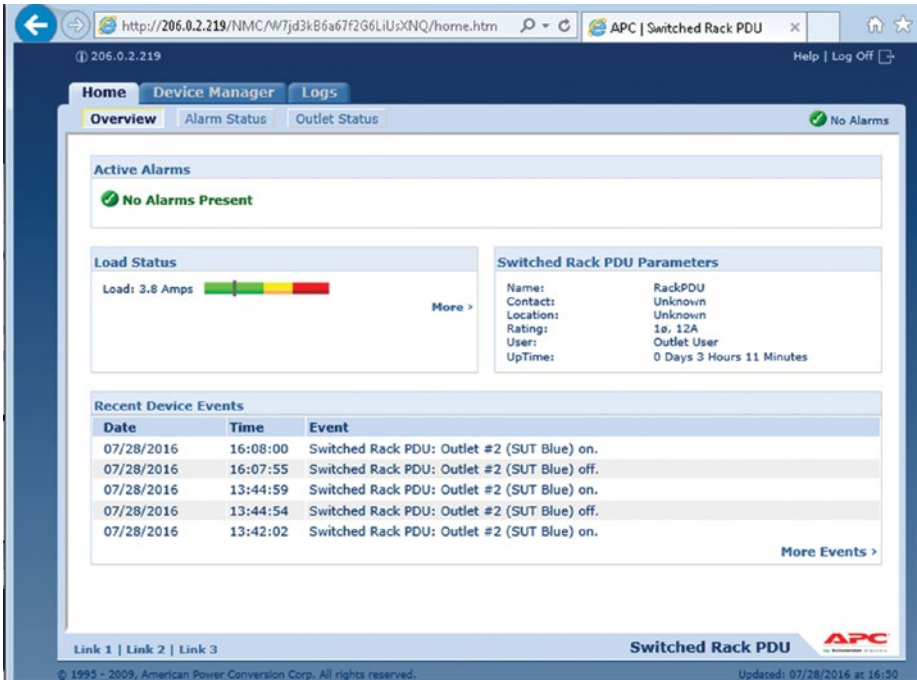 http://206.0.2.219/NMC/W7jd3kB6a67f2G6LiUsXNQ/home.htm
APC | Switched Rack PDU
206.0.2.219
Help | Log Off
Home Device Manager Logs
Overview Alarm Status Outlet Status
No Alarms
Active Alarms
No Alarms Present
Load Status
Load: 3.8 Amps
More >
Switched Rack PDU Parameters
Name: RackPDU
Contact: Unknown
Location: Unknown
Rating: 1ø, 12A
User: Outlet User
UpTime: 0 Days 3 Hours 11 Minutes
Recent Device Events
Date Time Event
07/28/2016 16:08:00 Switched Rack PDU: Outlet #2 (SUT Blue) on.
07/28/2016 16:07:55 Switched Rack PDU: Outlet #2 (SUT Blue) off.
07/28/2016 13:44:59 Switched Rack PDU: Outlet #2 (SUT Blue) on.
07/28/2016 13:44:54 Switched Rack PDU: Outlet #2 (SUT Blue) off.
07/28/2016 13:42:02 Switched Rack PDU: Outlet #2 (SUT Blue) on.
More Events >
Link 1 | Link 2 | Link 3
Switched Rack PDU
APC
© 1995 - 2009, American Power Conversion Corp. All rights reserved.
Updated: 07/28/2016 at 16:50